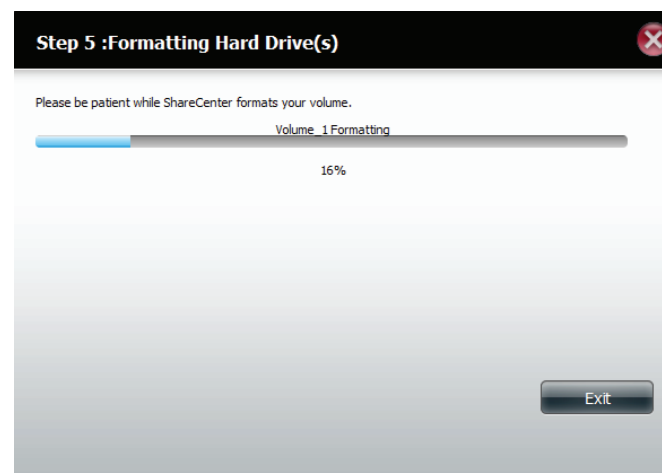 Step 5 :Formatting Hard Drive(s)
Please be patient while ShareCenter formats your volume.
Volume_1 Formatting
16%
Exit